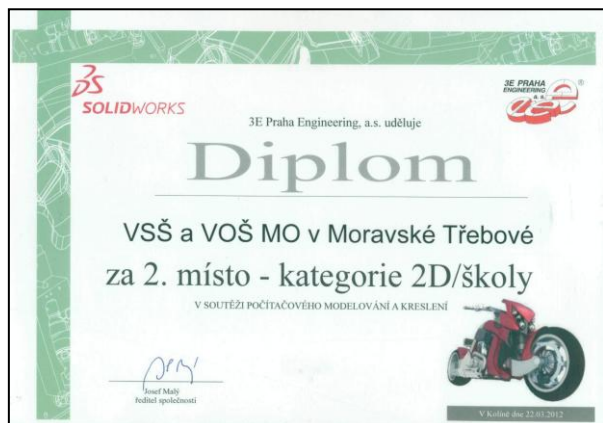 SOLIDWORKS
3E PRAHA
ENGINEERING
a. s.
3E Praha Engineering, a.s. uděluje
Diplom
VSŠ a VOŠ MO v Moravské Třebové
za 2. místo - kategorie 2D/školy
V SOUTĚŽI POČÍTAČOVÉHO MODELOVÁNÍ A KRESLENÍ
Josef Malý
ředitel společnosti
V Kolíně dne 22.03.2012